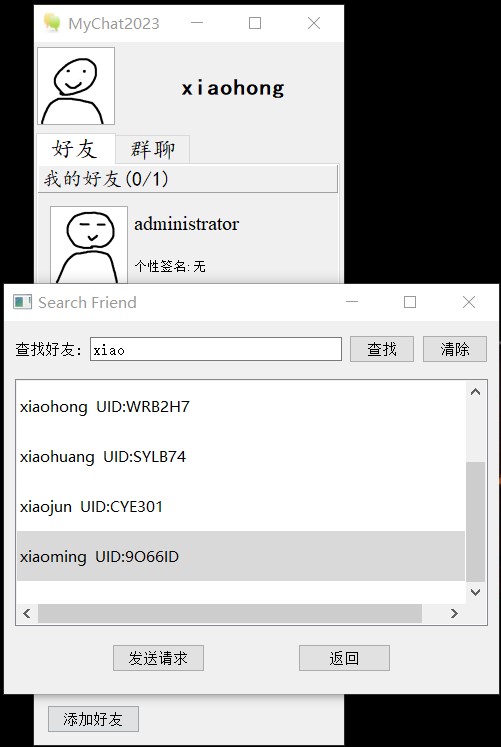 MyChat2023
xiaohong
好友 群聊
我的好友(0/1)
administrator
个性签名: 无
Search Friend
查找好友: xiao 查找 清除
xiaohong UID:WRB2H7
xiaohuang UID:SYLB74
xiaojun UID:CYE301
xiaoming UID:9O66ID
发送请求 返回
添加好友